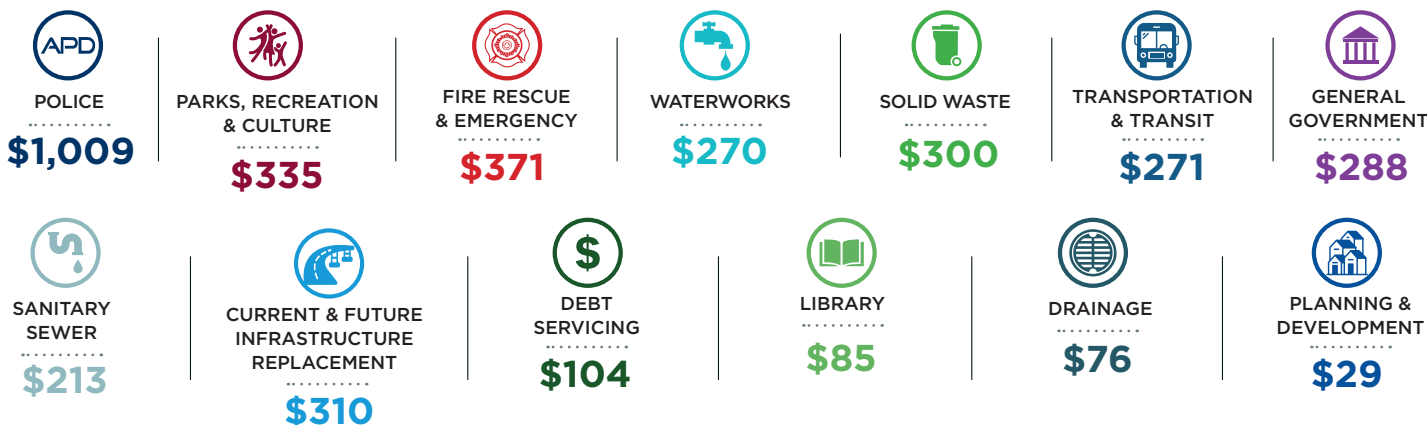 APD
POLICE
$1,009
PARKS, RECREATION
& CULTURE
$335
FIRE RESCUE
& EMERGENCY
$371
WATERWORKS
$270
SOLID WASTE
$300
TRANSPORTATION
& TRANSIT
$271
GENERAL
GOVERNMENT
$288
SANITARY
SEWER
$213
CURRENT & FUTURE
INFRASTRUCTURE
REPLACEMENT
$310
$
DEBT
SERVICING
$104
LIBRARY
$85
DRAINAGE
$76
PLANNING &
DEVELOPMENT
$29